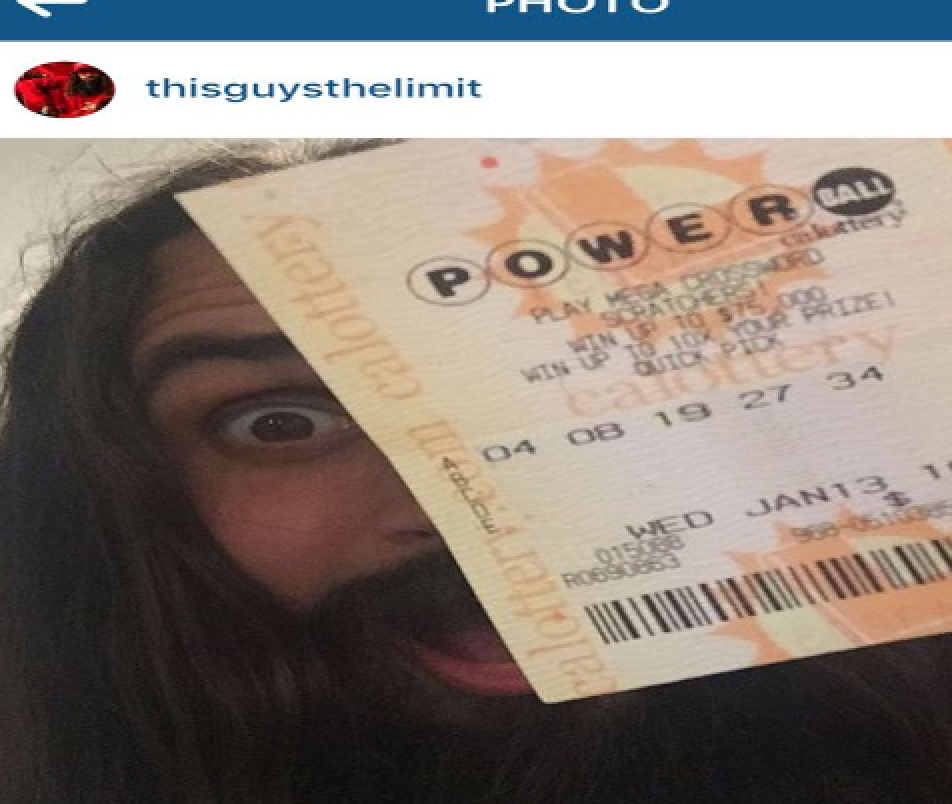 PHOTO
thisguysthelimit
POWER BALL
calottery
PLAY MEGA CROSSWORD
SCRATCHERS!
WIN UP TO $75,000
WIN UP TO 10X YOUR PRIZE!
QUICK PICK
calottery
04 08 19 27 34
WED JAN13
$
015088
calottery
calottery.com
calottery